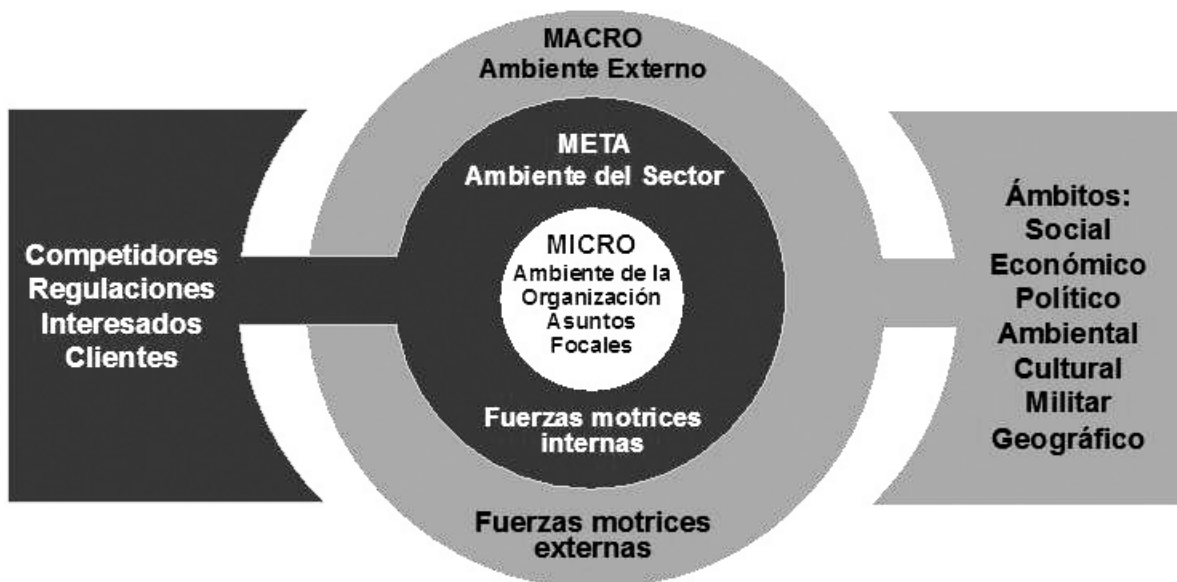 MACRO
Ambiente Externo
META
Ambiente del Sector
MICRO
Ambiente de la
Organización
Asuntos
Focales
Fuerzas motrices
internas
Fuerzas motrices
externas
Competidores
Regulaciones
Interesados
Clientes
Ámbitos:
Social
Económico
Político
Ambiental
Cultural
Militar
Geográfico